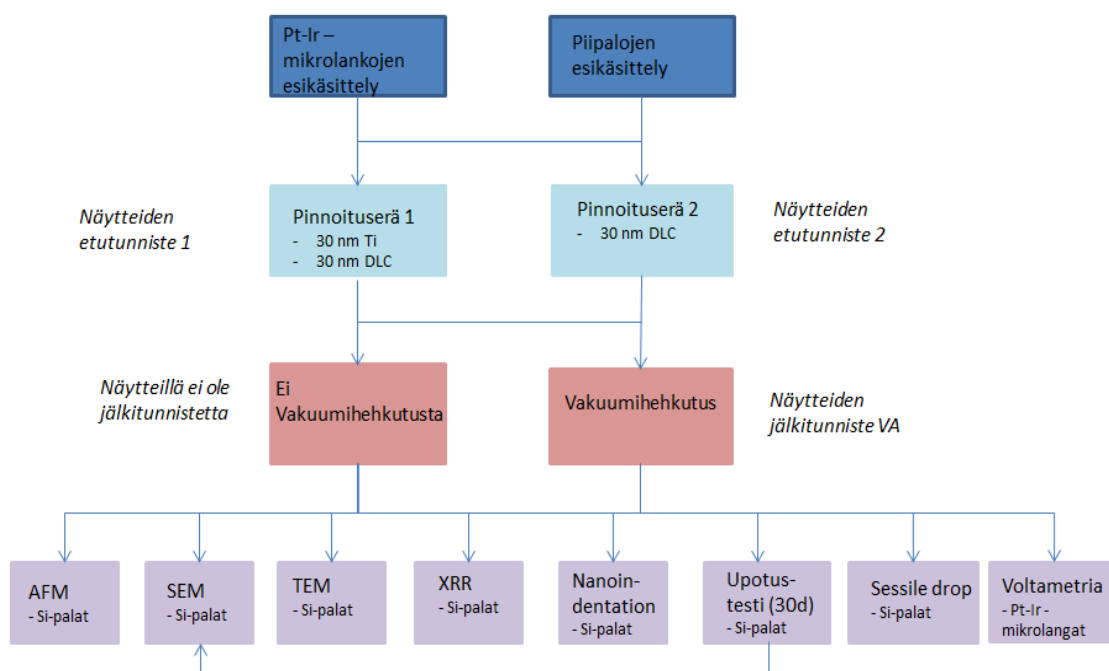 Pt-Ir –
mikrolankojen
esikäsittely
Piipalojen
esikäsittely
Näytteiden
etutunniste 1
Pinnoituserä 1
- 30 nm Ti
- 30 nm DLC
Pinnoituserä 2
- 30 nm DLC
Näytteiden
etutunniste 2
Näytteillä ei ole
jälkitunnistetta
Ei
Vakuumihehkutusta
Vakuumihehkutus
Näytteiden
jälkitunniste VA
AFM
- Si-palat
SEM
- Si-palat
TEM
- Si-palat
XRR
- Si-palat
Nanoin-
dentation
- Si-palat
Upotus-
testi (30d)
- Si-palat
Sessile drop
- Si-palat
Voltametria
- Pt-Ir -
mikrolangat